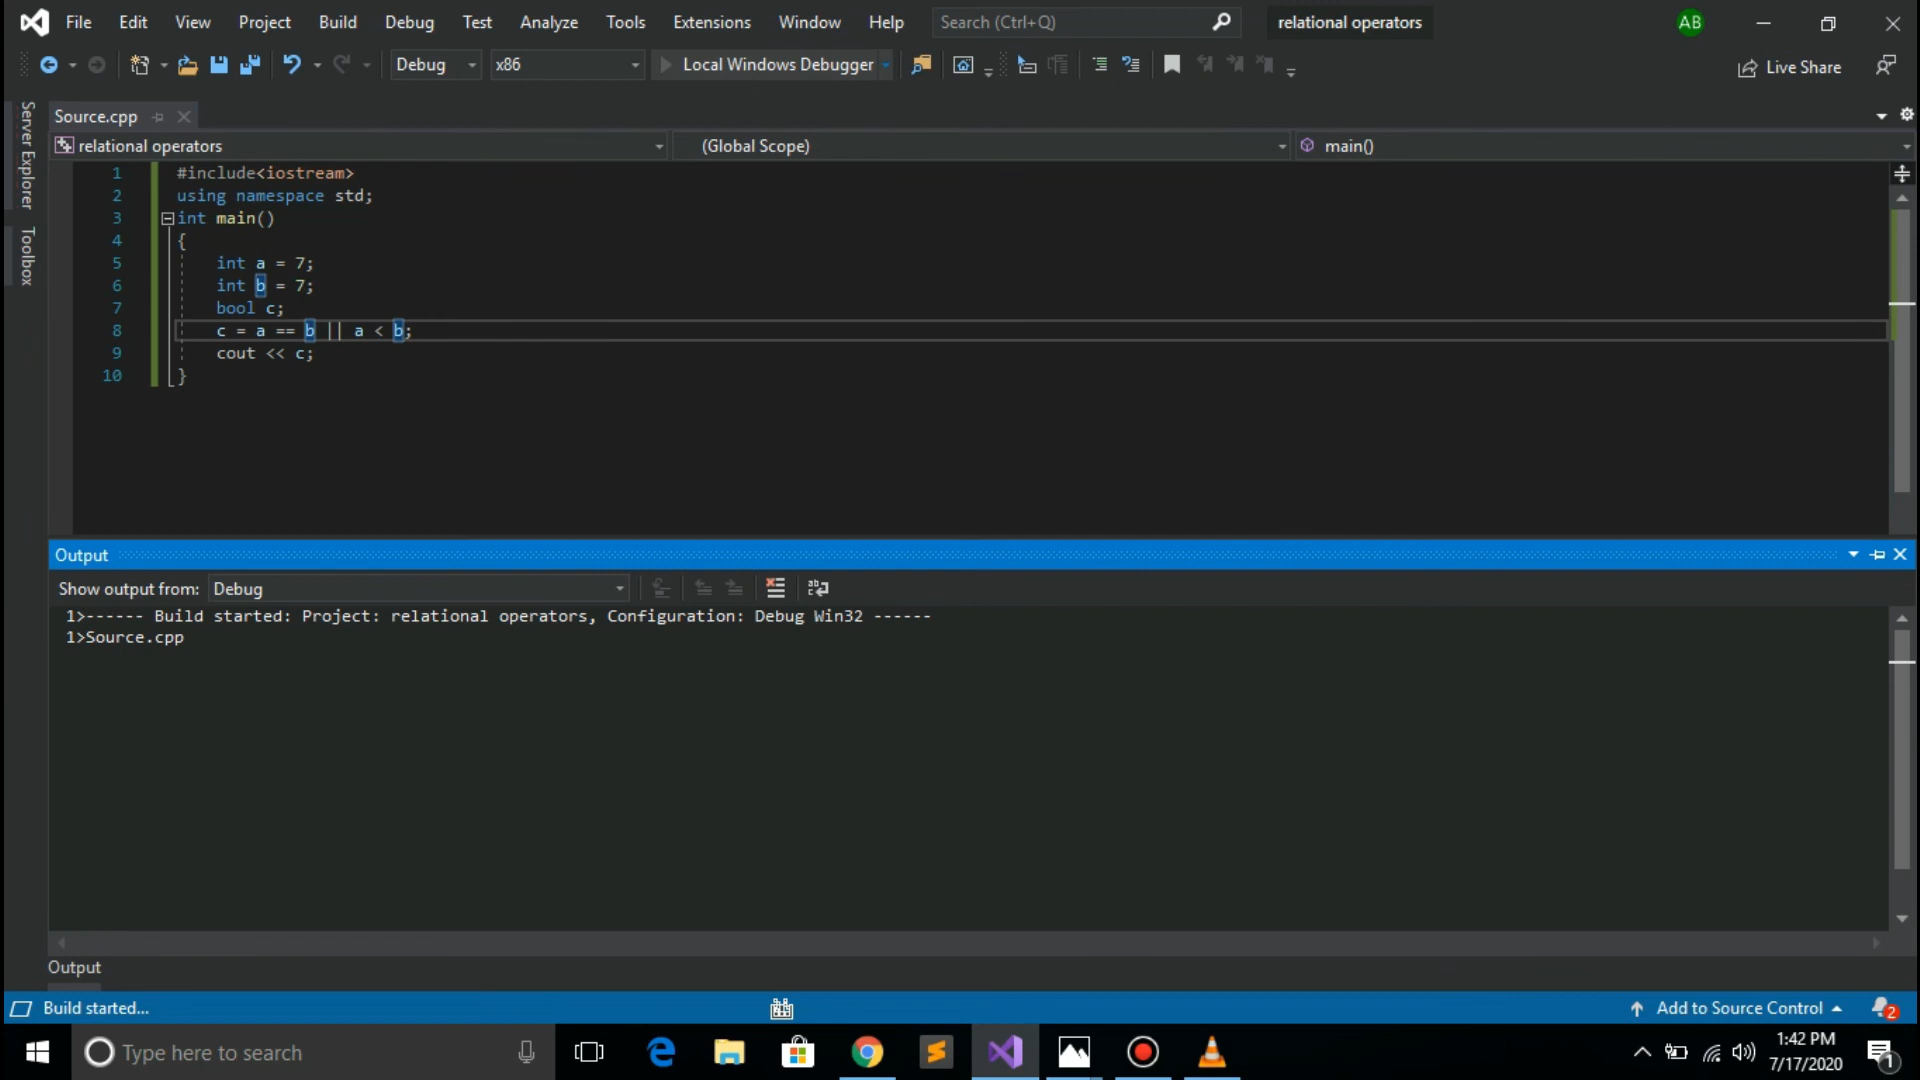 File Edit View Project Build Debug Test Analyze Tools Extensions Window Help Search (Ctrl+Q) relational operators AB
Debug x86 Local Windows Debugger Live Share
Server Explorer
Toolbox
Source.cpp
relational operators (Global Scope) main()
1 #include<iostream>
2 using namespace std;
3 int main()
4 {
5 int a = 7;
6 int b = 7;
7 bool c;
8 c = a == b || a < b;
9 cout << c;
10 }
Output
Show output from: Debug
1>------ Build started: Project: relational operators, Configuration: Debug Win32 ------
1>Source.cpp
Output
Build started... Add to Source Control 2
Type here to search 1:42 PM
7/17/2020 1